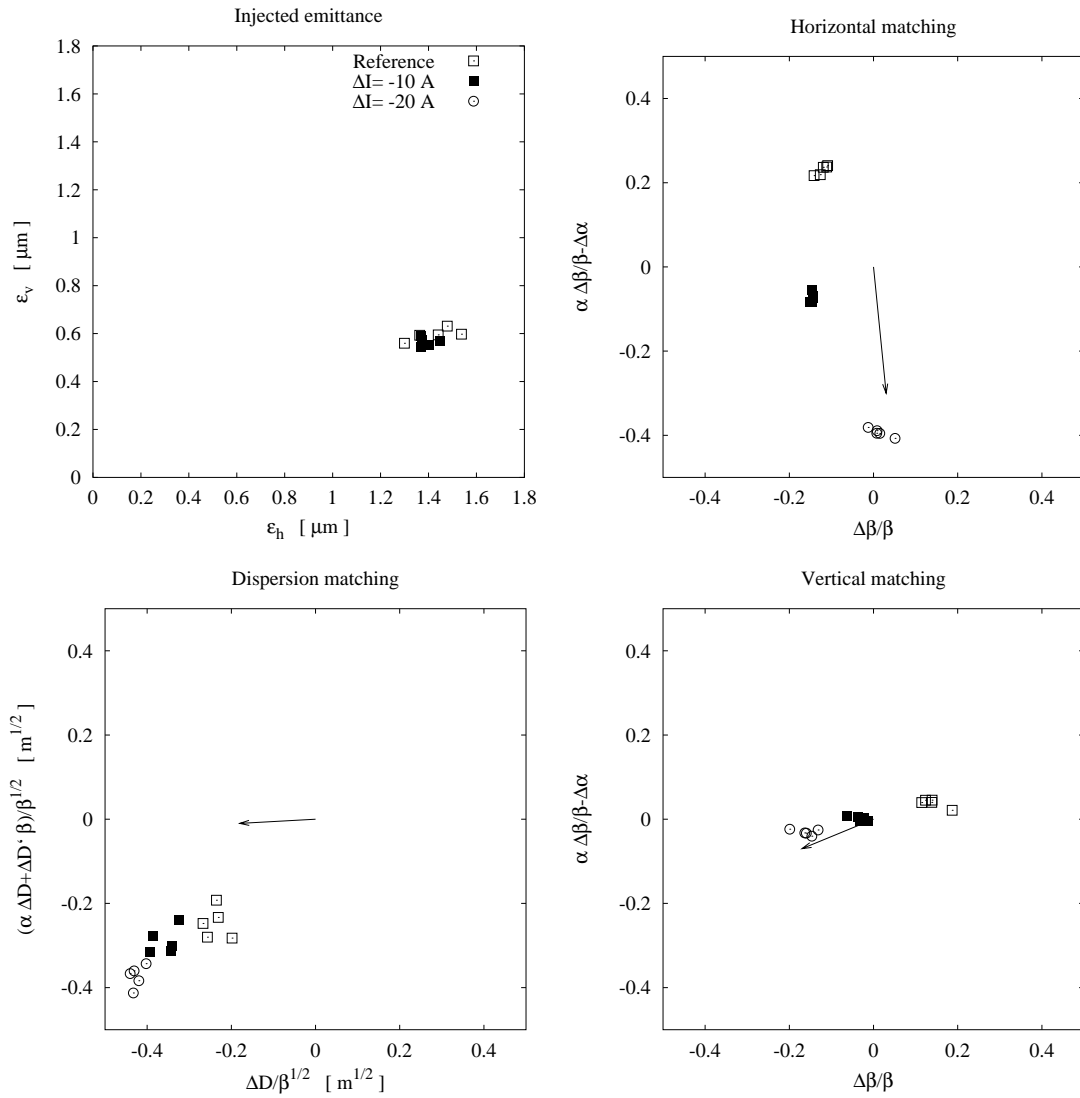 Injected emittance
Reference
ΔI= -10 A
ΔI= -20 A
1.8
1.6
1.4
1.2
1
0.8
0.6
0.4
0.2
0
ε_v [ μm ]
0 0.2 0.4 0.6 0.8 1 1.2 1.4 1.6 1.8
ε_h [ μm ]
Horizontal matching
0.4
0.2
0
-0.2
-0.4
α Δβ/β-Δα
-0.4 -0.2 0 0.2 0.4
Δβ/β
Dispersion matching
0.4
0.2
0
-0.2
-0.4
(α ΔD+ΔD‘ β)/β^{1/2} [ m^{1/2} ]
-0.4 -0.2 0 0.2 0.4
ΔD/β^{1/2} [ m^{1/2} ]
Vertical matching
0.4
0.2
0
-0.2
-0.4
α Δβ/β-Δα
-0.4 -0.2 0 0.2 0.4
Δβ/β